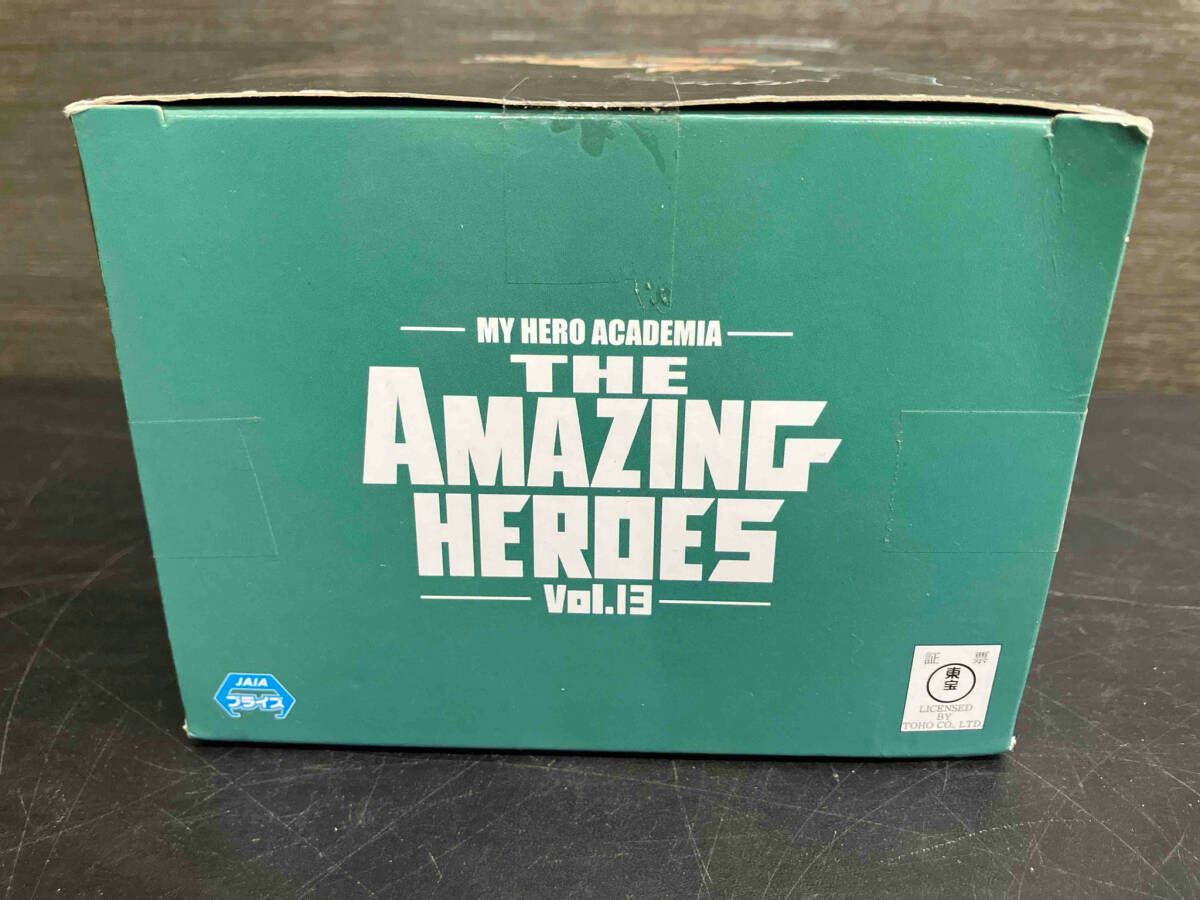 MY HERO ACADEMIA
THE
AMAZING
HEROES
Vol.13
JAIA
プライズ
証 票
東
宝
LICENSED
BY
TOHO CO., LTD.